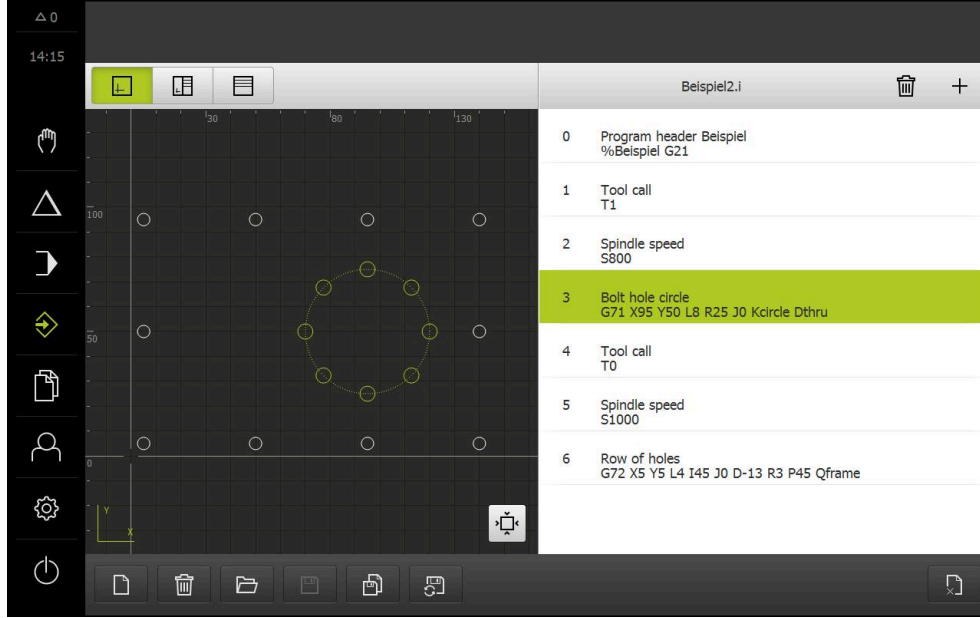 0
14:15
Beispiel2.i
30
80
130
100
50
0
Y
X
0 Program header Beispiel
%Beispiel G21
1 Tool call
T1
2 Spindle speed
S800
3 Bolt hole circle
G71 X95 Y50 L8 R25 J0 Kcircle Dthru
4 Tool call
T0
5 Spindle speed
S1000
6 Row of holes
G72 X5 Y5 L4 I45 J0 D-13 R3 P45 Qframe